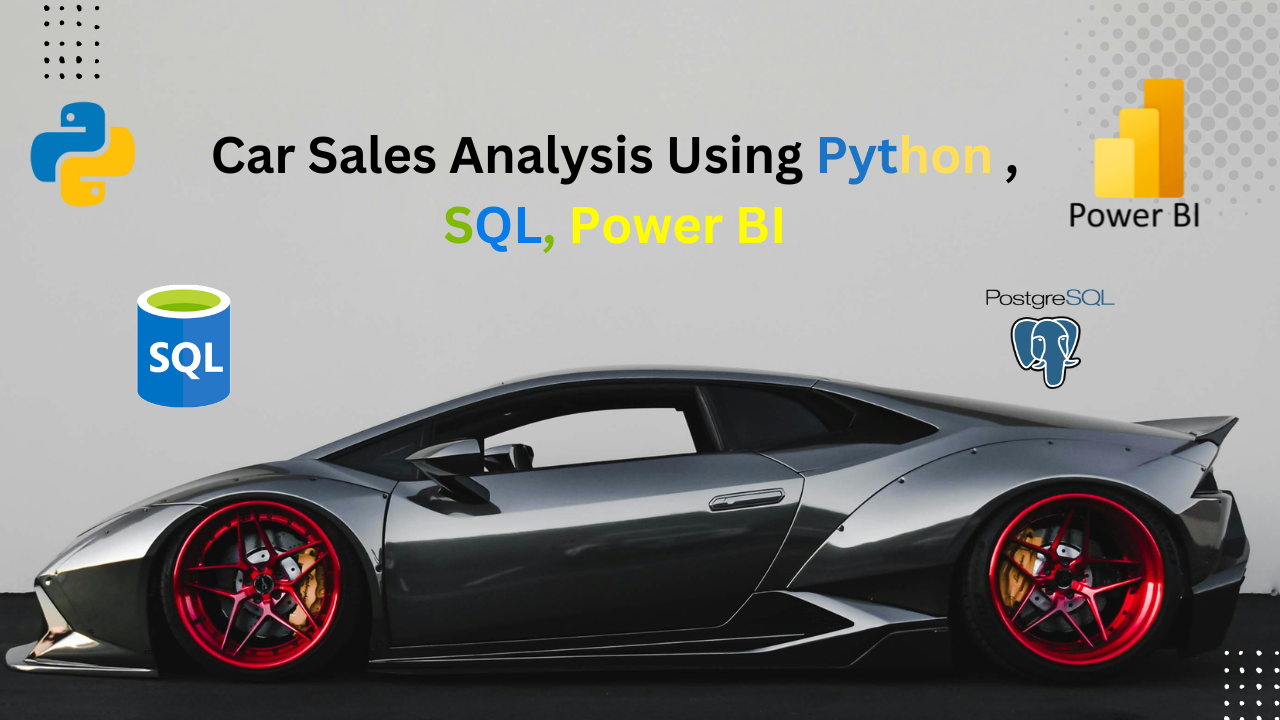 Car Sales Analysis Using Python ,
SQL, Power BI
Power BI
SQL
PostgreSQL